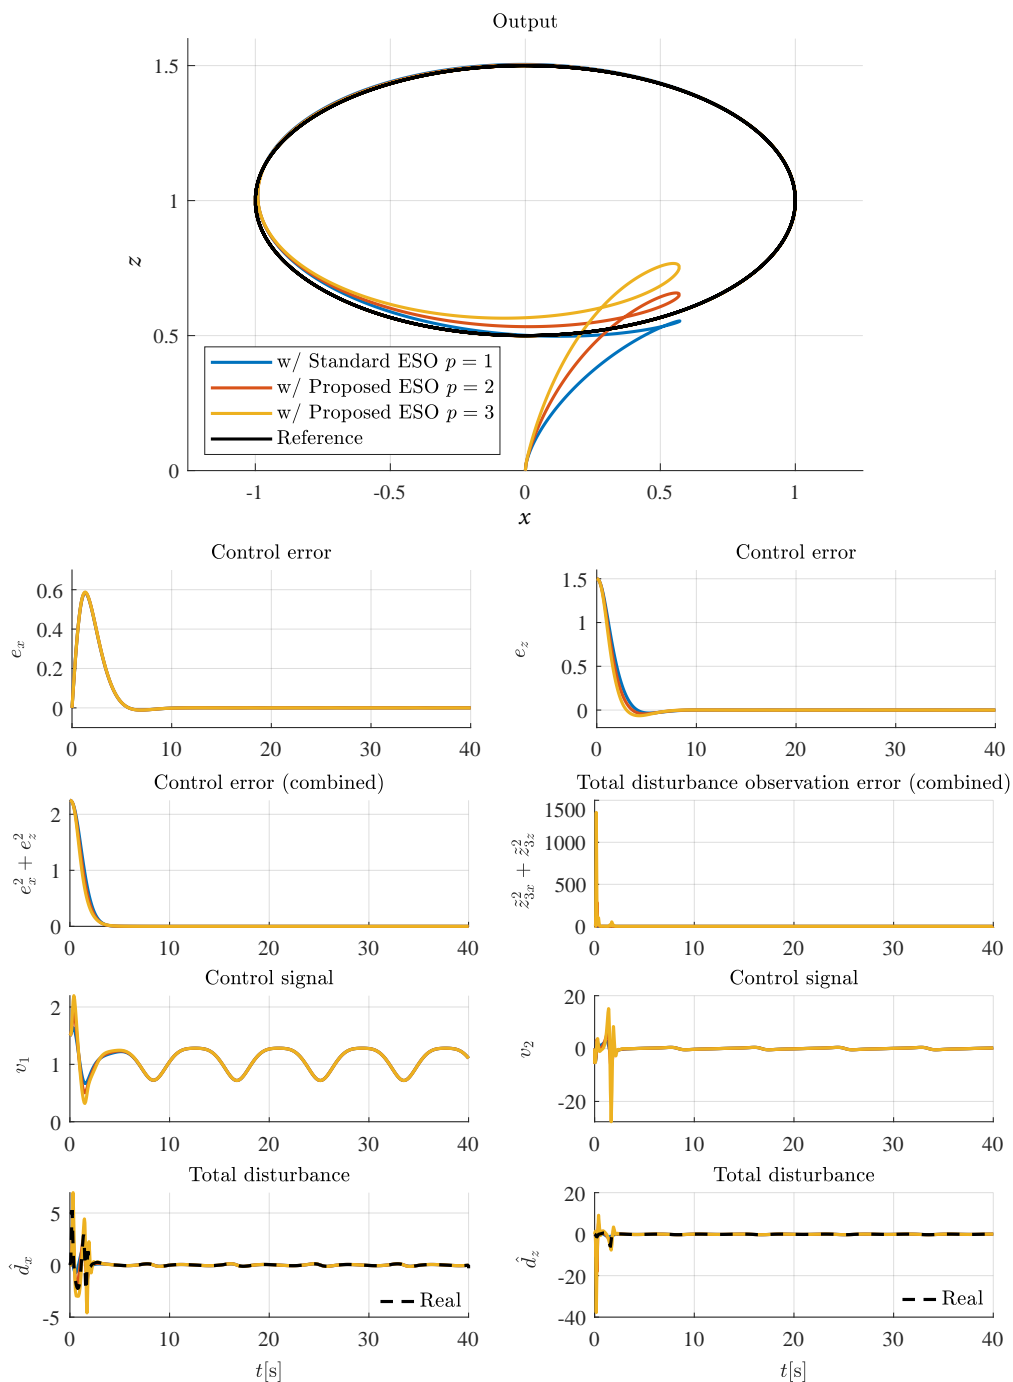 Output
1.5
1
0.5
0
z
w/ Standard ESO p = 1
w/ Proposed ESO p = 2
w/ Proposed ESO p = 3
Reference
-1 -0.5 0 0.5 1
x
Control error
0.6
0.4
0.2
0
e_x
0 10 20 30 40
Control error
1.5
1
0.5
0
e_z
0 10 20 30 40
Control error (combined)
2
1
0
e_x^2 + e_z^2
0 10 20 30 40
Total disturbance observation error (combined)
1500
1000
500
0
z̃_{3x}^2 + z̃_{3z}^2
0 10 20 30 40
Control signal
2
1
0
v_1
0 10 20 30 40
Control signal
20
0
-20
v_2
0 10 20 30 40
Total disturbance
5
0
-5
d̂_x
Real
0 10 20 30 40
t[s]
Total disturbance
20
0
-20
-40
d̂_z
Real
0 10 20 30 40
t[s]